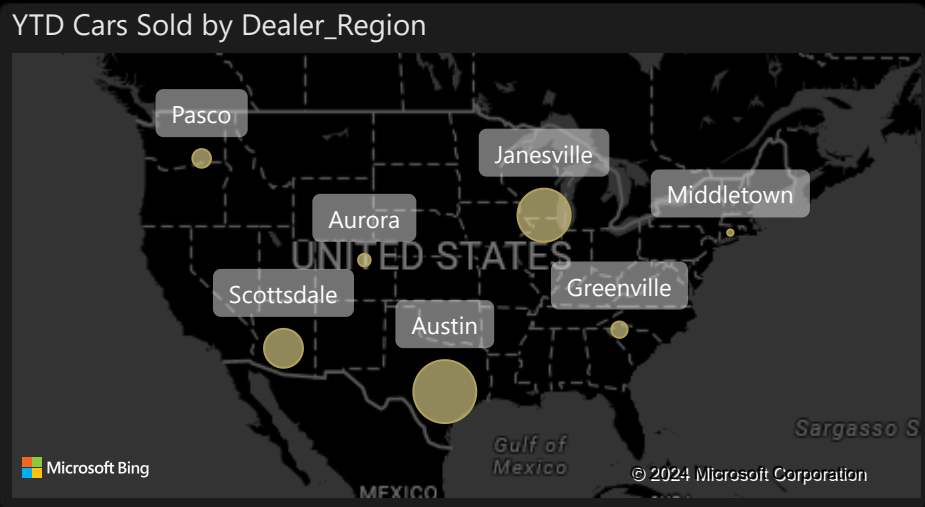 YTD Cars Sold by Dealer_Region
Pasco
Janesville
Middletown
Aurora
UNITED STATES
Scottsdale
Greenville
Austin
Sargasso S
Gulf of
Mexico
Microsoft Bing
© 2024 Microsoft Corporation
MEXICO